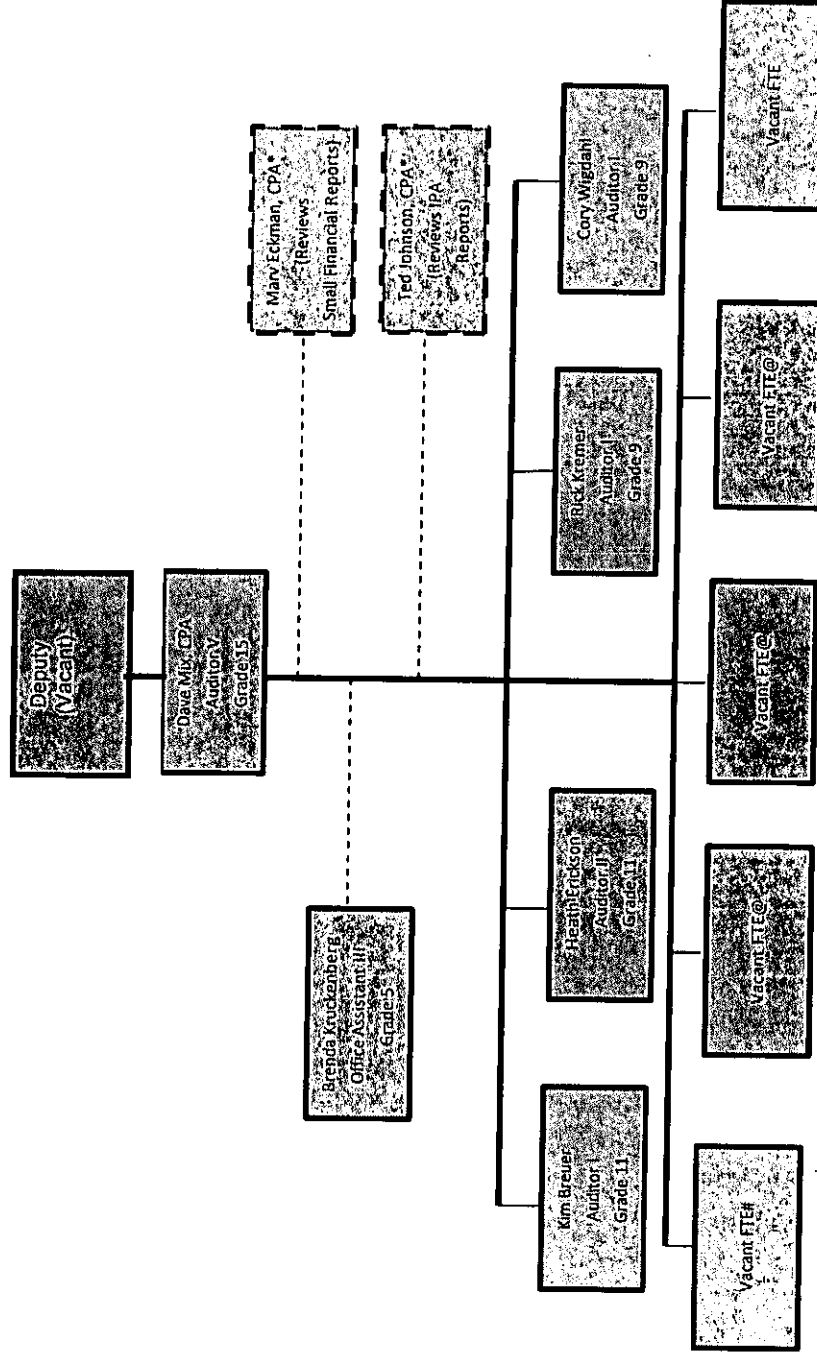 Deputy
(Vacant)
Dave Mix, CPA
Auditor V
Grade 15
Marv Eckman, CPA*
(Reviews
Small Financial Reports)
Brenda Kruckenberg
Office Assistant III
Grade 5
Ted Johnson, CPA*
(Reviews IPA
Reports)
Kim Breuer
Auditor I
Grade 11
Heath Erickson
Auditor II
Grade 11
Rick Kremer
Auditor I
Grade 9
Cory Wigdahl
Auditor I
Grade 9
Vacant FTE#
Vacant FTE@
Vacant FTE@
Vacant FTE@
Vacant FTE